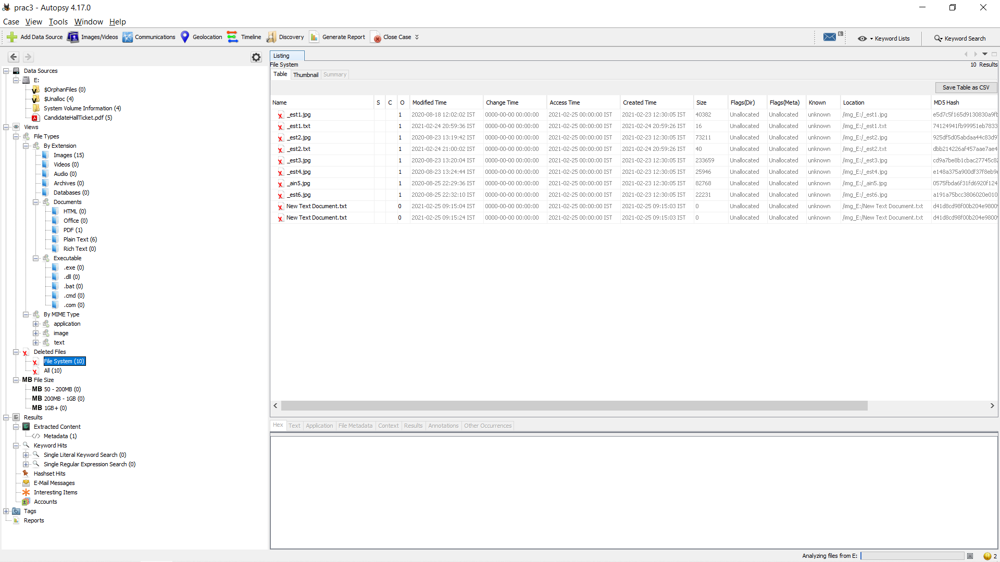 prac3 - Autopsy 4.17.0
Case View Tools Window Help
Add Data Source Images/Videos Communications Geolocation Timeline Discovery Generate Report Close Case 6 Keyword Lists Keyword Search
Data Sources
E:
$OrphanFiles (0)
$Unalloc (4)
System Volume Information (4)
CandidateHallTicket.pdf (5)
Views
File Types
By Extension
Images (15)
Videos (0)
Audio (0)
Archives (0)
Databases (0)
Documents
HTML (0)
Office (0)
PDF (1)
Plain Text (6)
Rich Text (0)
Executable
.exe (0)
.dll (0)
.bat (0)
.cmd (0)
.com (0)
By MIME Type
application
image
text
Deleted Files
File System (10)
All (10)
MB File Size
MB 50 - 200MB (0)
MB 200MB - 1GB (0)
MB 1GB+ (0)
Results
Extracted Content
Metadata (1)
Keyword Hits
Single Literal Keyword Search (0)
Single Regular Expression Search (0)
Hashset Hits
E-Mail Messages
Interesting Items
Accounts
Tags
Reports
Listing
File System 10 Results
Table Thumbnail Summary
Save Table as CSV
Name S C O Modified Time Change Time Access Time Created Time Size Flags(Dir) Flags(Meta) Known Location MD5 Hash
_est1.jpg 1 2020-08-18 12:02:02 IST 0000-00-00 00:00:00 2021-02-25 00:00:00 IST 2021-02-23 12:30:05 IST 40382 Unallocated Unallocated unknown /img_E:/_est1.jpg e5d7c5f165d9130830a9fb
_est1.txt 1 2021-02-24 20:59:36 IST 0000-00-00 00:00:00 2021-02-25 00:00:00 IST 2021-02-24 20:59:26 IST 16 Unallocated Unallocated unknown /img_E:/_est1.txt 74124941fb99951eb7833
_est2.jpg 1 2020-08-23 13:19:42 IST 0000-00-00 00:00:00 2021-02-25 00:00:00 IST 2021-02-23 12:30:05 IST 73211 Unallocated Unallocated unknown /img_E:/_est2.jpg 925df5d05abdaa44c83d9
_est2.txt 1 2021-02-24 21:00:02 IST 0000-00-00 00:00:00 2021-02-25 00:00:00 IST 2021-02-24 20:59:26 IST 40 Unallocated Unallocated unknown /img_E:/_est2.txt dbb214226af457aae7ae4
_est3.jpg 1 2020-08-23 13:20:04 IST 0000-00-00 00:00:00 2021-02-25 00:00:00 IST 2021-02-23 12:30:05 IST 233659 Unallocated Unallocated unknown /img_E:/_est3.jpg cd9a7be8b1cbac27745c82
_est4.jpg 1 2020-08-23 13:24:44 IST 0000-00-00 00:00:00 2021-02-25 00:00:00 IST 2021-02-23 12:30:05 IST 25946 Unallocated Unallocated unknown /img_E:/_est4.jpg e148a375a900df37f8eb9e
_ain5.jpg 1 2020-08-25 22:29:36 IST 0000-00-00 00:00:00 2021-02-25 00:00:00 IST 2021-02-23 12:30:05 IST 82768 Unallocated Unallocated unknown /img_E:/_ain5.jpg 0575fbda6f31fd6920f124
_est6.jpg 1 2020-08-25 22:32:10 IST 0000-00-00 00:00:00 2021-02-25 00:00:00 IST 2021-02-23 12:30:05 IST 22231 Unallocated Unallocated unknown /img_E:/_est6.jpg a191a75bcc3806020e010
New Text Document.txt 0 2021-02-25 09:15:04 IST 0000-00-00 00:00:00 2021-02-25 00:00:00 IST 2021-02-25 09:15:03 IST 0 Unallocated Unallocated unknown /img_E:/New Text Document.txt d41d8cd98f00b204e9800
New Text Document.txt 0 2021-02-25 09:15:24 IST 0000-00-00 00:00:00 2021-02-25 00:00:00 IST 2021-02-25 09:15:03 IST 0 Unallocated Unallocated unknown /img_E:/New Text Document.txt d41d8cd98f00b204e9800
Hex Text Application File Metadata Context Results Annotations Other Occurrences
Analyzing files from E: 2